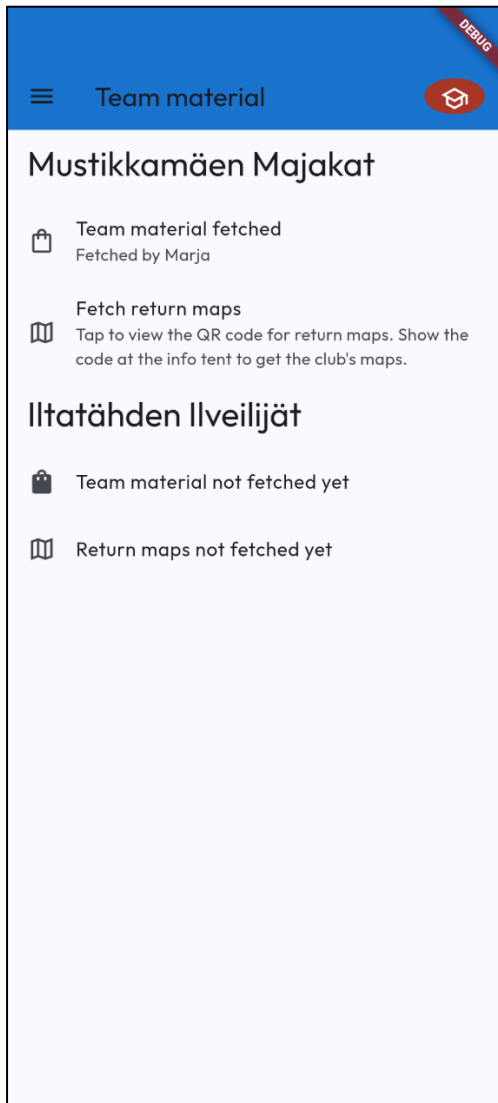 DEBUG
Team material
Mustikkamäen Majakat
Team material fetched
Fetched by Marja
Fetch return maps
Tap to view the QR code for return maps. Show the
code at the info tent to get the club's maps.
Iltatähden Ilveilijät
Team material not fetched yet
Return maps not fetched yet